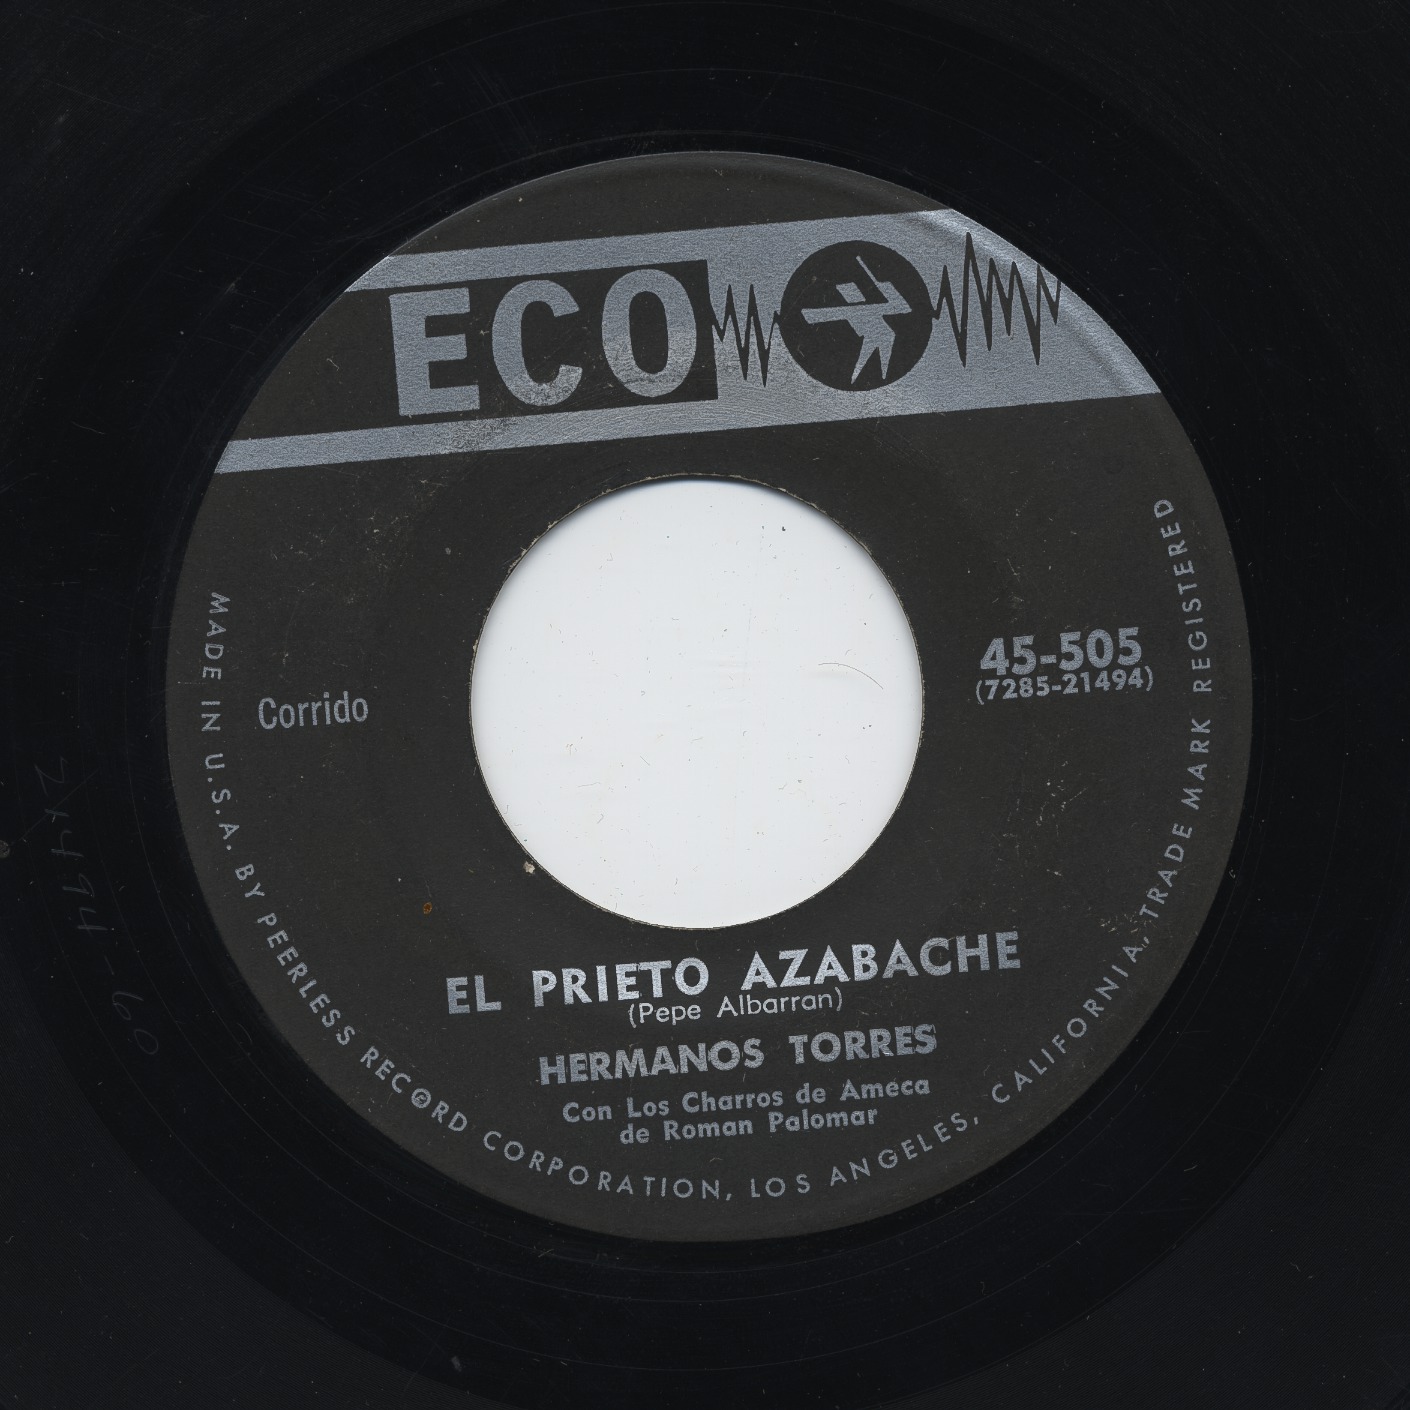 ECO
45-505
(7285-21494)
Corrido
EL PRIETO AZABACHE
(Pepe Albarran)
HERMANOS TORRES
Con Los Charros de Ameca
de Roman Palomar
MADE IN U.S.A. BY PEERLESS RECORD CORPORATION, LOS ANGELES, CALIFORNIA, TRADE MARK REGISTERED